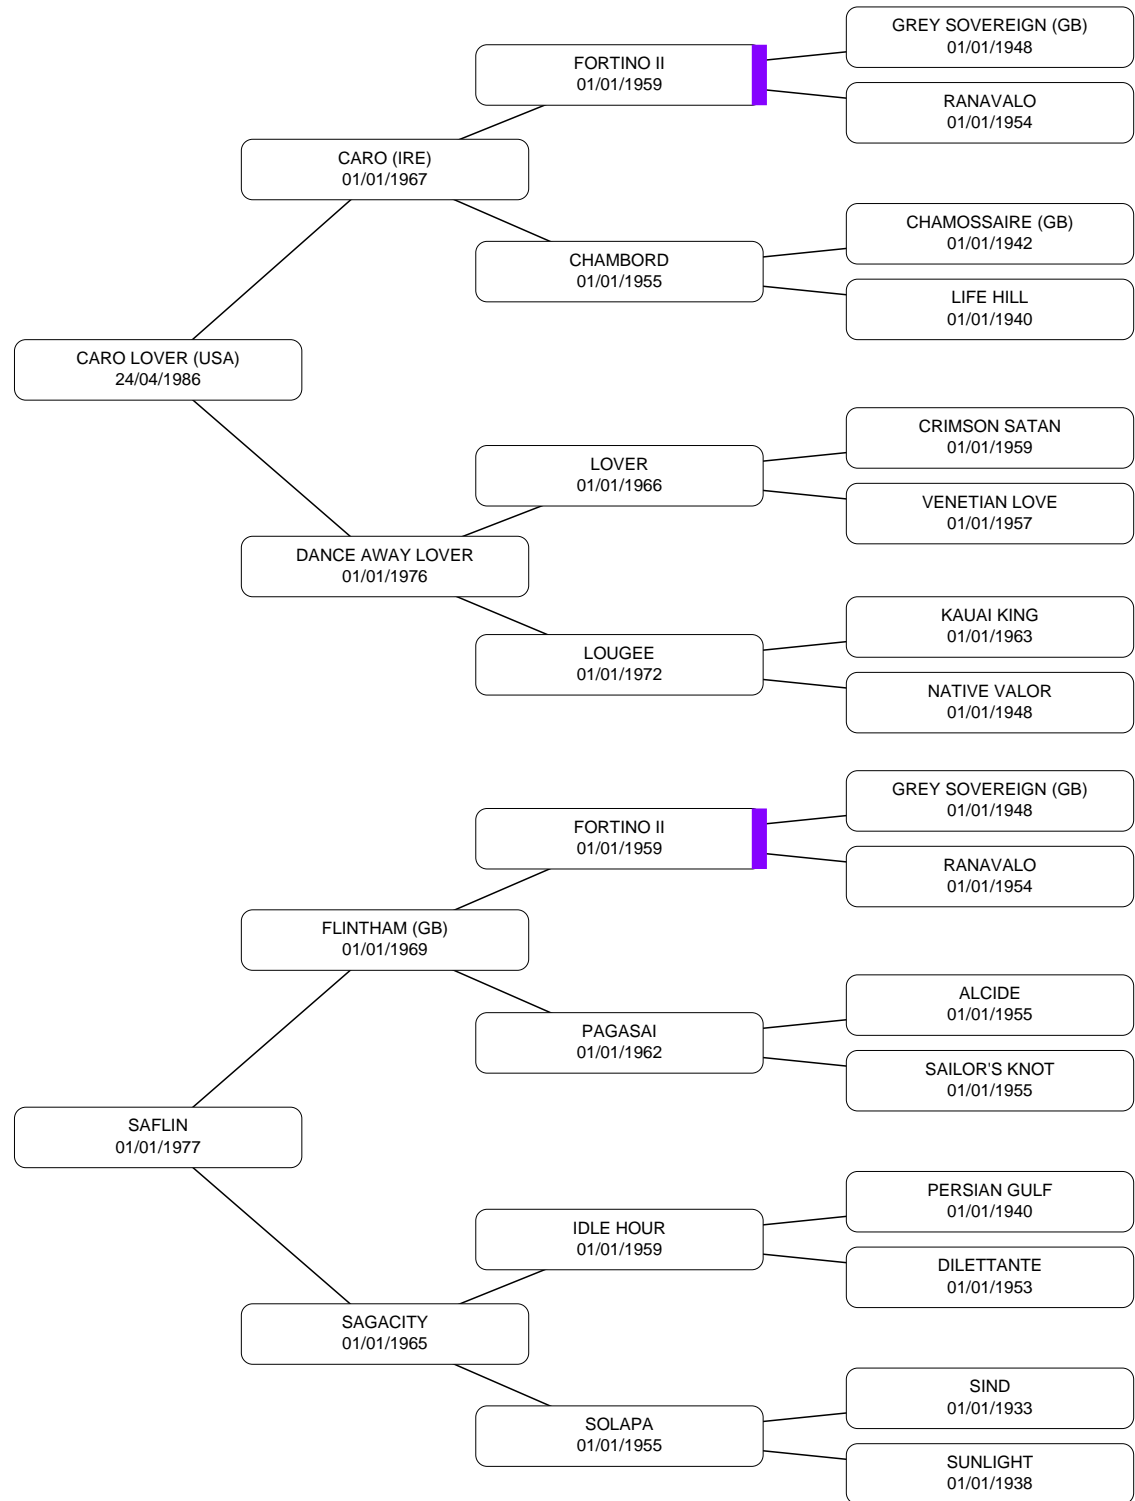 GREY SOVEREIGN (GB)
01/01/1948
FORTINO II
01/01/1959
RANAVALO
01/01/1954
CARO (IRE)
01/01/1967
CHAMOSSAIRE (GB)
01/01/1942
CHAMBORD
01/01/1955
LIFE HILL
01/01/1940
CARO LOVER (USA)
24/04/1986
CRIMSON SATAN
01/01/1959
LOVER
01/01/1966
VENETIAN LOVE
01/01/1957
DANCE AWAY LOVER
01/01/1976
KAUAI KING
01/01/1963
LOUGEE
01/01/1972
NATIVE VALOR
01/01/1948
GREY SOVEREIGN (GB)
01/01/1948
FORTINO II
01/01/1959
RANAVALO
01/01/1954
FLINTHAM (GB)
01/01/1969
ALCIDE
01/01/1955
PAGASAI
01/01/1962
SAILOR'S KNOT
01/01/1955
SAFLIN
01/01/1977
PERSIAN GULF
01/01/1940
IDLE HOUR
01/01/1959
DILETTANTE
01/01/1953
SAGACITY
01/01/1965
SIND
01/01/1933
SOLAPA
01/01/1955
SUNLIGHT
01/01/1938